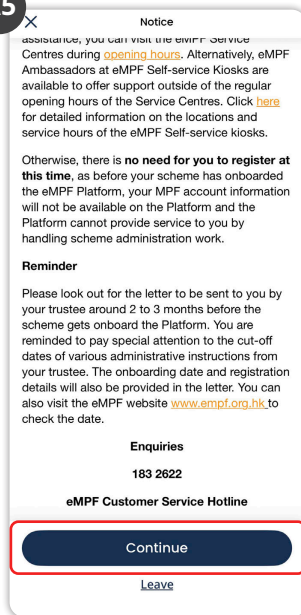 5
Notice
assistance, you can visit the eMPF Service
Centres during opening hours. Alternatively, eMPF
Ambassadors at eMPF Self-service Kiosks are
available to offer support outside of the regular
opening hours of the Service Centres. Click here
for detailed information on the locations and
service hours of the eMPF Self-service kiosks.
Otherwise, there is no need for you to register at
this time, as before your scheme has onboarded
the eMPF Platform, your MPF account information
will not be available on the Platform and the
Platform cannot provide service to you by
handling scheme administration work.
Reminder
Please look out for the letter to be sent to you by
your trustee around 2 to 3 months before the
scheme gets onboard the Platform. You are
reminded to pay special attention to the cut-off
dates of various administrative instructions from
your trustee. The onboarding date and registration
details will also be provided in the letter. You can
also visit the eMPF website www.empf.org.hk to
check the date.
Enquiries
183 2622
eMPF Customer Service Hotline
Continue
Leave